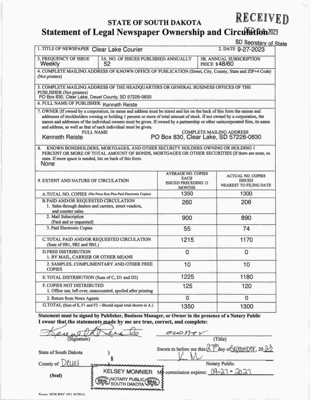 STATE OF SOUTH DAKOTA
RECEIVED
Statement of Legal Newspaper Ownership and Circulation
2023
SD Secretary of State
1. TITLE OF NEWSPAPER Clear Lake Courier
2. DATE 9-27-2023
3. FREQUENCY OF ISSUE
Weekly
3A. NO. OF ISSUES PUBLISHED ANNUALLY
52
3B. ANNUAL SUBSCRIPTION
PRICE $48/60
4. COMPLETE MAILING ADDRESS OF KNOWN OFFICE OF PUBLICATION (Street, City, County, State and ZIP+4 Code)
(Not printers)
5. COMPLETE MAILING ADDRESS OF THE HEADQUARTERS OR GENERAL BUSINESS OFFICES OF THE
PUBLISHER (Not printers)
PO Box 830, Clear Lake, Deuel County, SD 57226-0830
6. FULL NAME OF PUBLISHER Kenneth Reiste
7. OWNER (If owned by a corporation, its name and address must be stated and list on the back of this form the names and
addresses of stockholders owning or holding 1 percent or more of total amount of stock. If not owned by a corporation, the
names and addresses of the individual owners must be given. If owned by a partnership or other unincorporated firm, its name
and address, as well as that of each individual must be given.
FULL NAME
COMPLETE MAILING ADDRESS
Kenneth Reiste
PO Box 830, Clear Lake, SD 57226-0830
8. KNOWN BONDHOLDERS, MORTGAGES, AND OTHER SECURITY HOLDERS OWNING OR HOLDING 1
PERCENT OR MORE OF TOTAL AMOUNT OF BONDS, MORTGAGES OR OTHER SECURITIES (If there are none, to
state. If more space is needed, list on back of this form.
None
9. EXTENT AND NATURE OF CIRCULATION
AVERAGE NO. COPIES
EACH
ISSUED PRECEDING 12
MONTHS
ACTUAL NO. COPIES
ISSUED
NEAREST TO FILING DATE
A. TOTAL NO. COPIES (Net Press Run Plus Paid Electronic Copies)
1350
1300
B. PAID AND/OR REQUESTED CIRCULATION
1. Sales through dealers and carriers, street vendors,
and counter sales.
260
206
2. Mail Subscription
(Paid and or requested)
900
890
3. Paid Electronic Copies
55
74
C. TOTAL PAID AND/OR REQUESTED CIRCULATION
(Sum of 9B1, 9B2 and 9B3.)
1215
1170
D. FREE DISTRIBUTION
1. BY MAIL, CARRIER OR OTHER MEANS
0
0
2. SAMPLES, COMPLIMENTARY AND OTHER FREE
COPIES
10
10
E. TOTAL DISTRIBUTION (Sum of C, D1 and D2)
1225
1180
F. COPIES NOT DISTRIBUTED
1. Office use, left over, unaccounted, spoiled after printing
125
120
2. Return from News Agents
0
0
G. TOTAL (Sum of E, F1 and F2 – Should equal total shown in A.)
1350
1300
Statement must be signed by Publisher, Business Manager, or Owner in the presence of a Notary Public
I swear that the statements made by me are true, correct, and complete:
Kenneth Reiste
owner
(Signature)
(Title)
State of South Dakota )
Sworn to before me this 27th day of September, 2023
§
County of Deuel )
Notary Public
(Seal)
KELSEY MONNIER
NOTARY PUBLIC
SOUTH DAKOTA
My commission expires: 09-27-2027